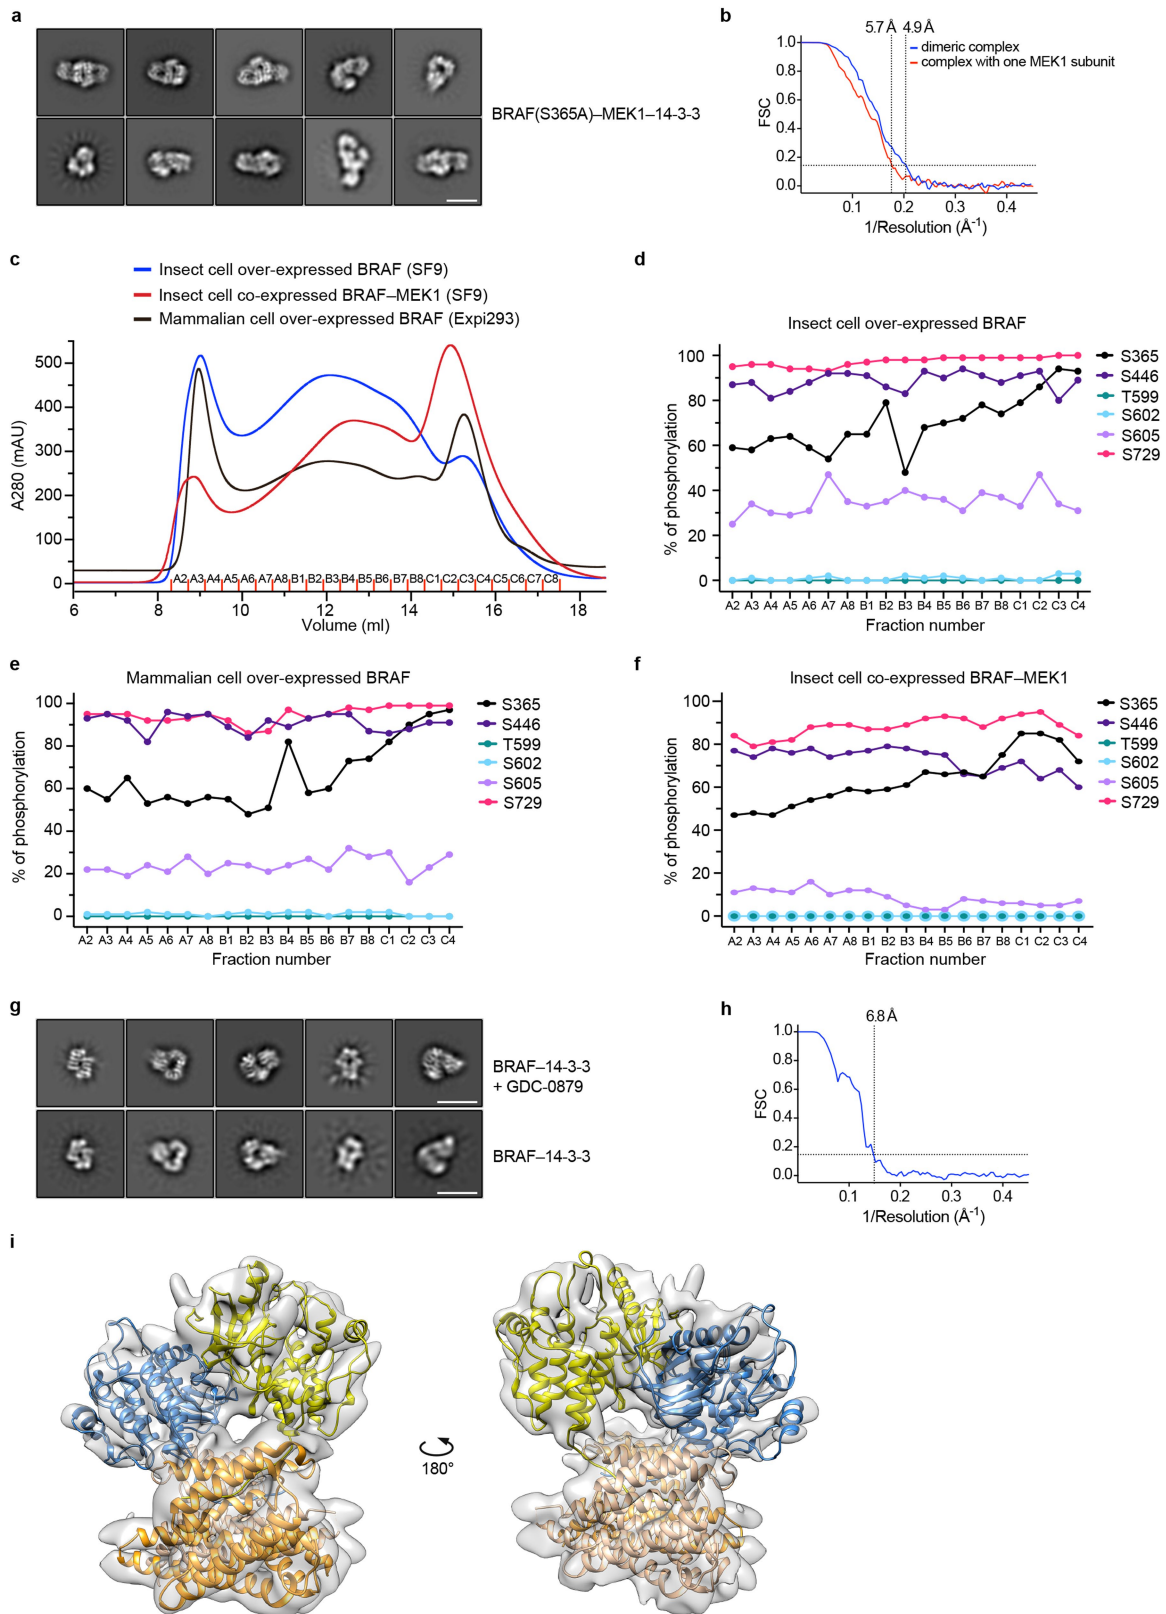 a
BRAF(S365A)–MEK1–14-3-3
b
5.7 Å
4.9 Å
dimeric complex
complex with one MEK1 subunit
FSC
1.0
0.8
0.6
0.4
0.2
0.0
0.1 0.2 0.3 0.4
1/Resolution (Å-1)
c
Insect cell over-expressed BRAF (SF9)
Insect cell co-expressed BRAF–MEK1 (SF9)
Mammalian cell over-expressed BRAF (Expi293)
A280 (mAU)
500
400
300
200
100
0
A2 A3 A4 A5 A6 A7 A8 B1 B2 B3 B4 B5 B6 B7 B8 C1 C2 C3 C4 C5 C6 C7 C8
6 8 10 12 14 16 18
Volume (ml)
d
Insect cell over-expressed BRAF
% of phosphorylation
100
80
60
40
20
0
A2 A3 A4 A5 A6 A7 A8 B1 B2 B3 B4 B5 B6 B7 B8 C1 C2 C3 C4
Fraction number
S365
S446
T599
S602
S605
S729
e
Mammalian cell over-expressed BRAF
% of phosphorylation
100
80
60
40
20
0
A2 A3 A4 A5 A6 A7 A8 B1 B2 B3 B4 B5 B6 B7 B8 C1 C2 C3 C4
Fraction number
S365
S446
T599
S602
S605
S729
f
Insect cell co-expressed BRAF–MEK1
% of phosphorylation
100
80
60
40
20
0
A2 A3 A4 A5 A6 A7 A8 B1 B2 B3 B4 B5 B6 B7 B8 C1 C2 C3 C4
Fraction number
S365
S446
T599
S602
S605
S729
g
BRAF–14-3-3
+ GDC-0879
BRAF–14-3-3
h
6.8 Å
FSC
1.0
0.8
0.6
0.4
0.2
0.0
0.1 0.2 0.3 0.4
1/Resolution (Å-1)
i
180°